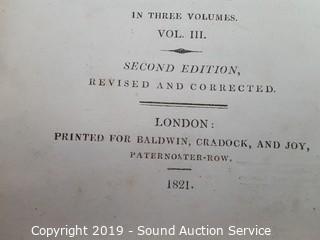 IN THREE VOLUMES.
VOL. III.
SECOND EDITION,
REVISED AND CORRECTED.
LONDON:
PRINTED FOR BALDWIN, CRADOCK, AND JOY,
PATERNOSTER-ROW.
1821.
Copyright 2019 - Sound Auction Service